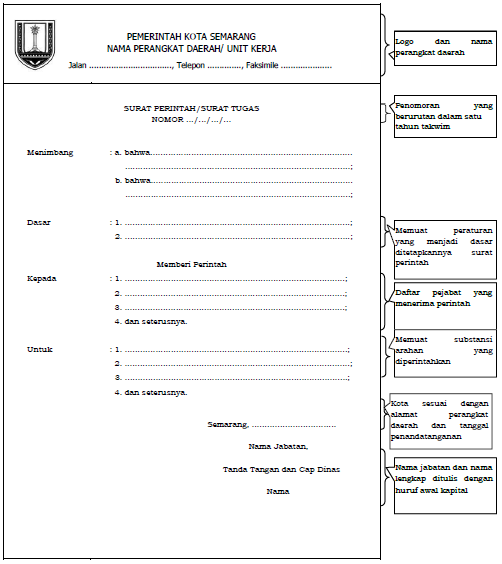 PEMERINTAH KOTA SEMARANG
NAMA PERANGKAT DAERAH/ UNIT KERJA
Jalan ................................, Telepon ............., Faksimile ....................
Logo dan nama
perangkat daerah
SURAT PERINTAH/SURAT TUGAS
NOMOR .../.../.../...
Penomoran yang
berurutan dalam satu
tahun takwim
Menimbang : a. bahwa...........................................................................
....................................................................................;
b. bahwa...........................................................................
....................................................................................;
Dasar : 1. ....................................................................................;
2. ....................................................................................;
Memuat peraturan
yang menjadi dasar
ditetapkannya surat
perintah
Memberi Perintah
Kepada : 1. ..................................................................................;
2. ..................................................................................;
3. ..................................................................................;
4. dan seterusnya.
Daftar pejabat yang
menerima perintah
Untuk : 1. ...................................................................................;
2. ....................................................................................;
3. ...................................................................................;
4. dan seterusnya.
Memuat substansi
arahan yang
diperintahkan
Semarang, ................................
Nama Jabatan,
Tanda Tangan dan Cap Dinas
Nama
Kota sesuai dengan
alamat perangkat
daerah dan tanggal
penandatanganan
Nama jabatan dan nama
lengkap ditulis dengan
huruf awal kapital